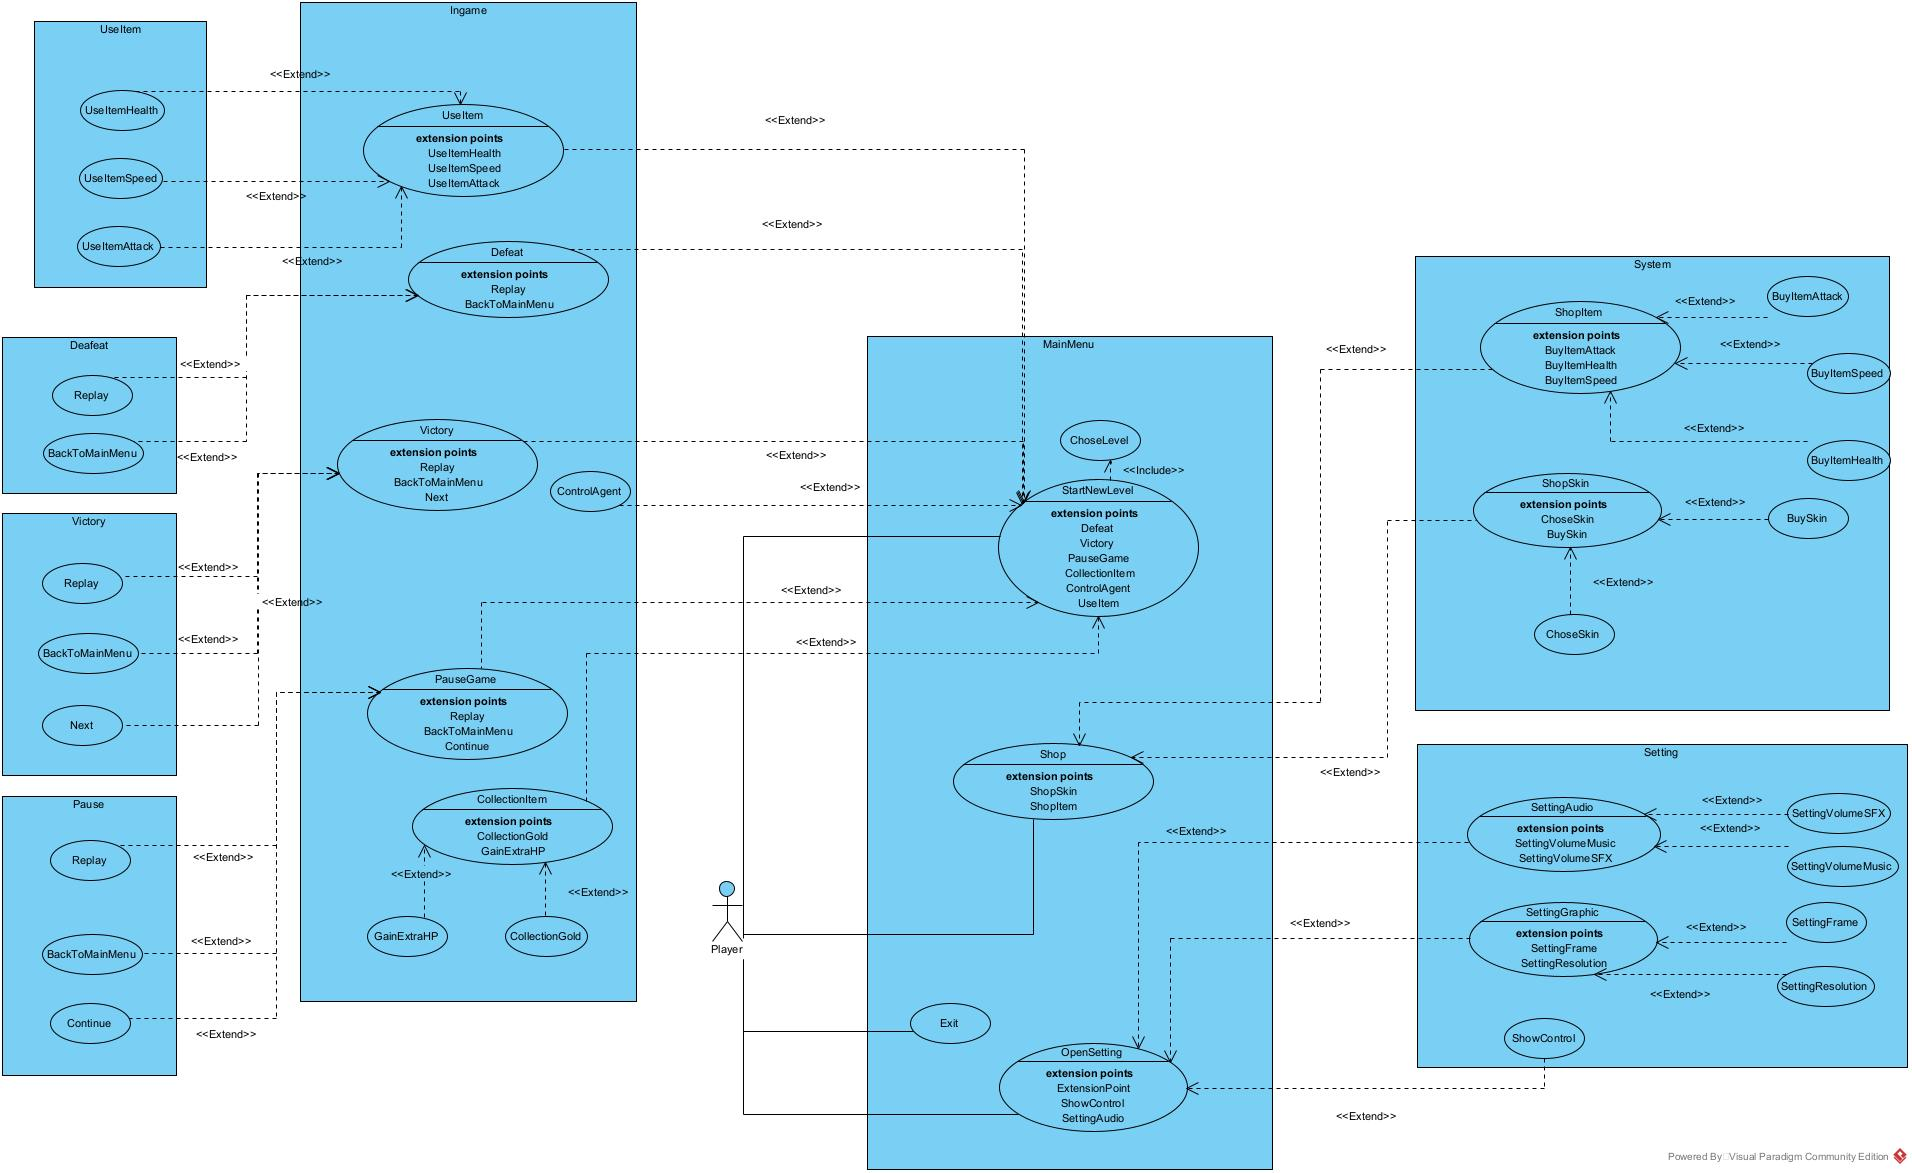 UseItem
<<Extend>>
UseItemHealth
UseItemSpeed
<<Extend>>
UseItemAttack
<<Extend>>
Deafeat
<<Extend>>
Replay
BackToMainMenu
<<Extend>>
Victory
<<Extend>>
Replay
<<Extend>>
<<Extend>>
BackToMainMenu
Next
Pause
Replay
<<Extend>>
<<Extend>>
BackToMainMenu
Continue
<<Extend>>
Ingame
UseItem
extension points
UseItemHealth
UseItemSpeed
UseItemAttack
<<Extend>>
<<Extend>>
Defeat
extension points
Replay
BackToMainMenu
Victory
extension points
Replay
BackToMainMenu
Next
<<Extend>>
ControlAgent
<<Extend>>
<<Extend>>
<<Extend>>
PauseGame
extension points
Replay
BackToMainMenu
Continue
CollectionItem
extension points
CollectionGold
GainExtraHP
<<Extend>>
<<Extend>>
GainExtraHP
CollectionGold
Player
MainMenu
ChoseLevel
<<Include>>
StartNewLevel
extension points
Defeat
Victory
PauseGame
CollectionItem
ControlAgent
UseItem
Shop
extension points
ShopSkin
ShopItem
Exit
OpenSetting
extension points
ExtensionPoint
ShowControl
SettingAudio
<<Extend>>
<<Extend>>
<<Extend>>
<<Extend>>
<<Extend>>
System
ShopItem
extension points
BuyItemAttack
BuyItemHealth
BuyItemSpeed
<<Extend>>
BuyItemAttack
<<Extend>>
BuyItemSpeed
<<Extend>>
BuyItemHealth
ShopSkin
extension points
ChoseSkin
BuySkin
<<Extend>>
BuySkin
<<Extend>>
ChoseSkin
Setting
SettingAudio
extension points
SettingVolumeMusic
SettingVolumeSFX
<<Extend>>
SettingVolumeSFX
<<Extend>>
SettingVolumeMusic
SettingGraphic
extension points
SettingFrame
SettingResolution
<<Extend>>
SettingFrame
<<Extend>>
SettingResolution
ShowControl
Powered By Visual Paradigm Community Edition